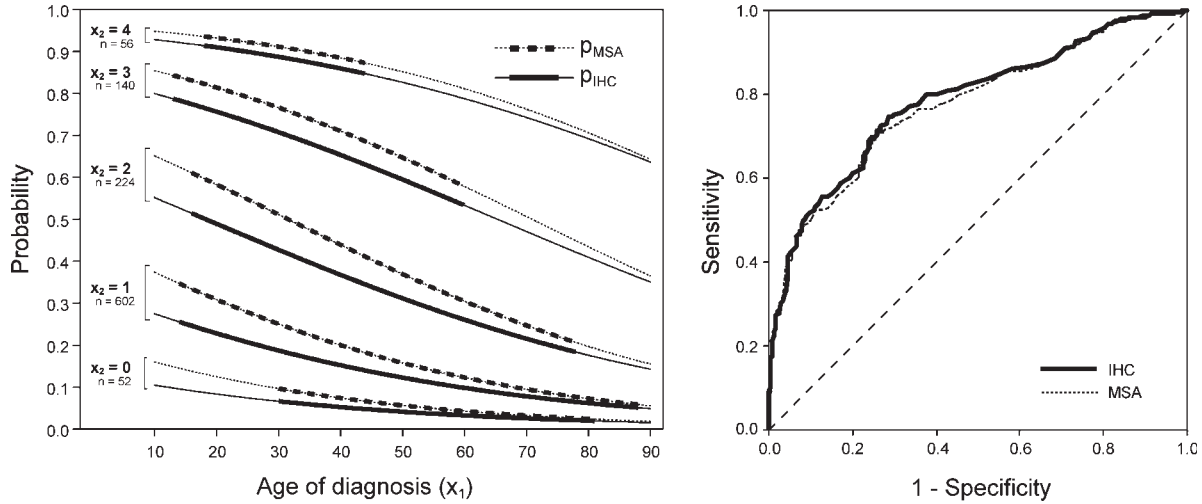 1.0
0.9
0.8
0.7
0.6
0.5
0.4
0.3
0.2
0.1
0.0
Probability
x2 = 4
n = 56
x2 = 3
n = 140
x2 = 2
n = 224
x2 = 1
n = 602
x2 = 0
n = 52
pMSA
pIHC
10 20 30 40 50 60 70 80 90
Age of diagnosis (x1)
1.0
0.8
0.6
0.4
0.2
0.0
Sensitivity
IHC
MSA
0.0 0.2 0.4 0.6 0.8 1.0
1 - Specificity